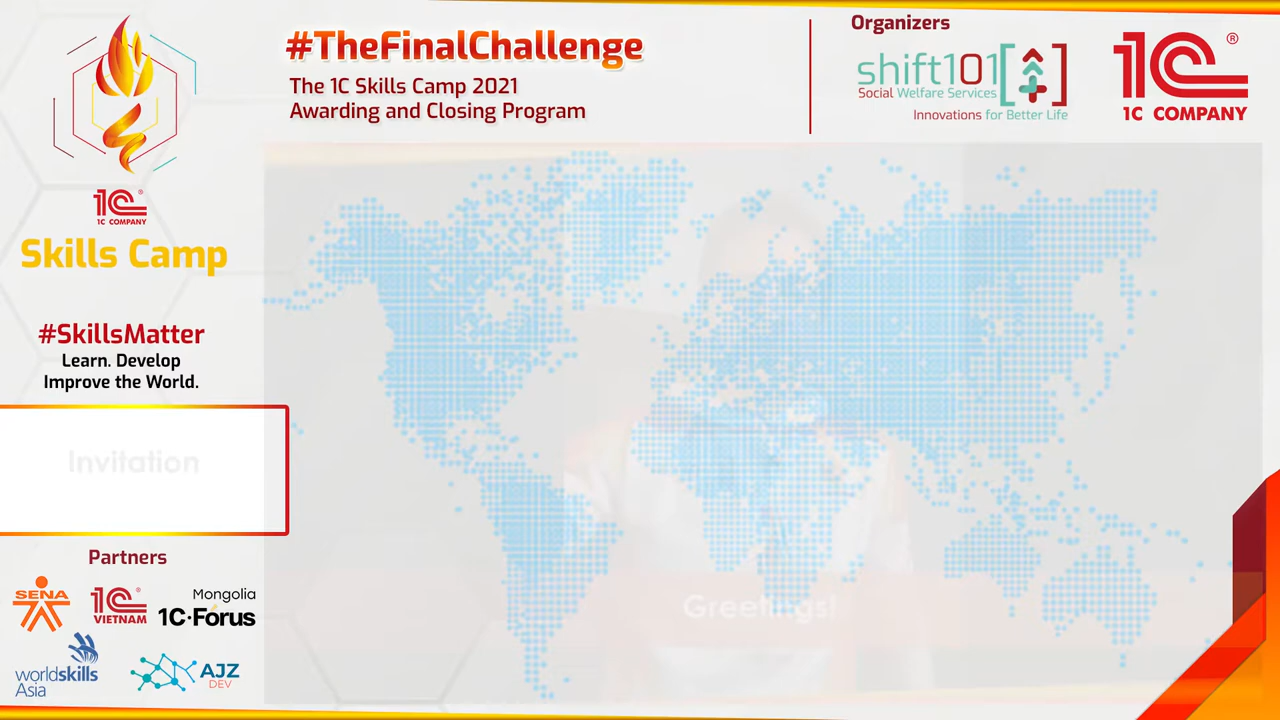 #TheFinalChallenge
The 1C Skills Camp 2021
Awarding and Closing Program
Organizers
shift101
Social Welfare Services
Innovations for Better Life
1C®
1C COMPANY
1C®
1C COMPANY
Skills Camp
#SkillsMatter
Learn. Develop
Improve the World.
Invitation
Greetings!
Partners
SENA
1C®
VIETNAM
Mongolia
1C·Fórus
worldskills
Asia
AJZ
DEV